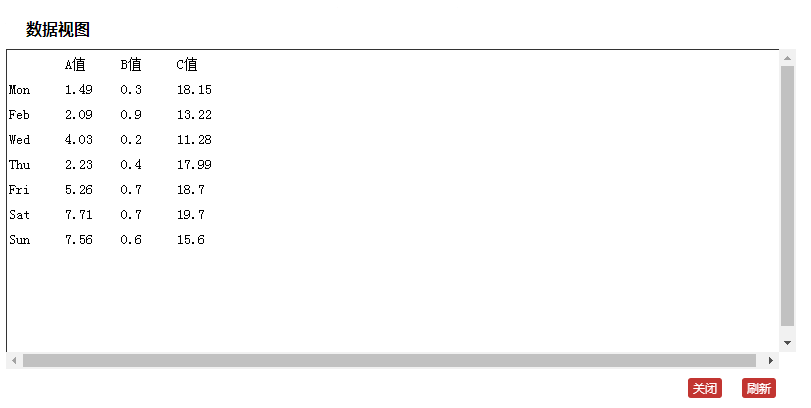 数据视图
A值 B值 C值
Mon 1.49 0.3 18.15
Feb 2.09 0.9 13.22
Wed 4.03 0.2 11.28
Thu 2.23 0.4 17.99
Fri 5.26 0.7 18.7
Sat 7.71 0.7 19.7
Sun 7.56 0.6 15.6
关闭 刷新